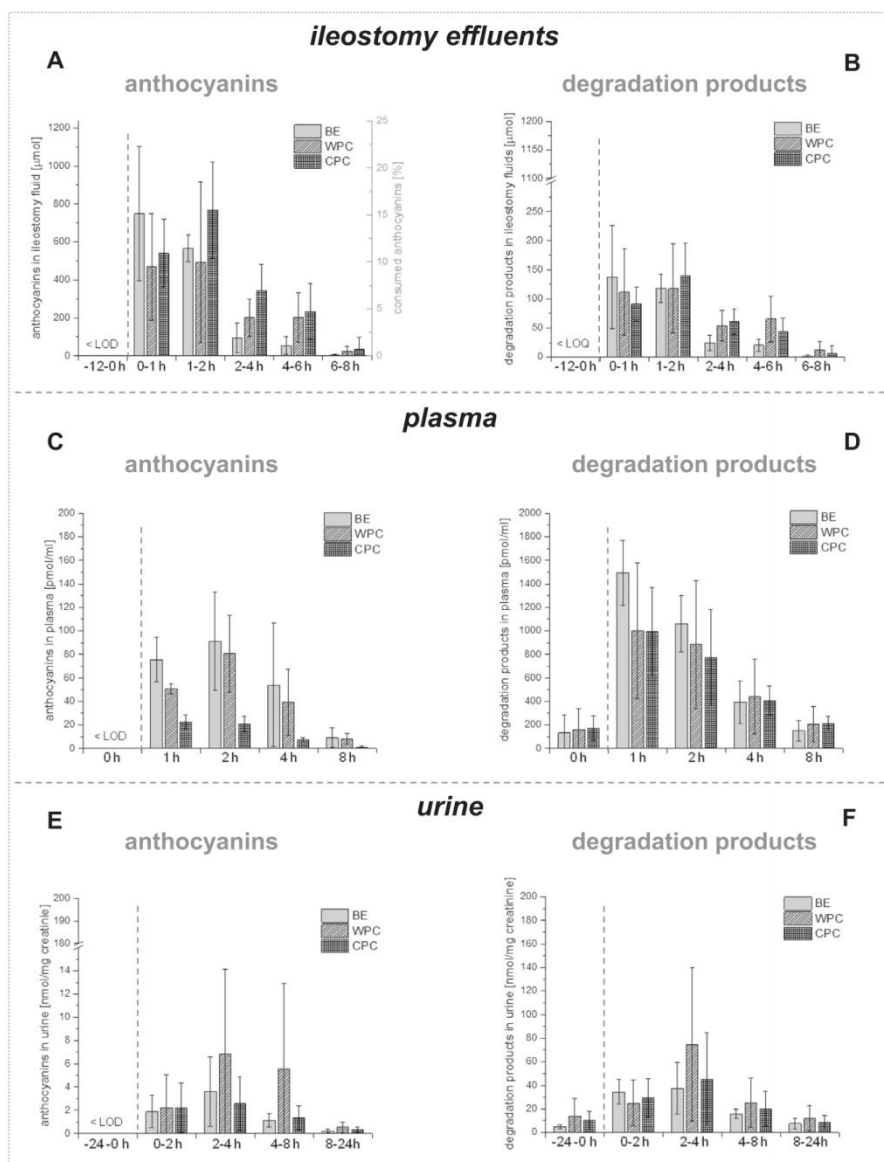 ileostomy effluents
A
anthocyanins
anthocyanins in ileostomy fluid [µmol]
1200
1000
800
600
400
200
0
25
20
15
10
5
0
consumed anthocyanins [%]
BE
WPC
CPC
< LOD
-12-0 h 0-1 h 1-2 h 2-4 h 4-6 h 6-8 h
B
degradation products
degradation products in ileostomy fluids [µmol]
1200
1100
250
200
150
100
50
0
BE
WPC
CPC
< LOQ
-12-0 h 0-1 h 1-2 h 2-4 h 4-6 h 6-8 h
plasma
C
anthocyanins
anthocyanins in plasma [pmol/ml]
200
180
160
140
120
100
80
60
40
20
0
BE
WPC
CPC
< LOD
0 h 1 h 2 h 4 h 8 h
D
degradation products
degradation products in plasma [pmol/ml]
2000
1800
1600
1400
1200
1000
800
600
400
200
0
BE
WPC
CPC
0 h 1 h 2 h 4 h 8 h
urine
E
anthocyanins
anthocyanins in urine [nmol/mg creatinie]
200
190
180
14
12
10
8
6
4
2
0
BE
WPC
CPC
< LOD
-24 -0 h 0-2 h 2-4 h 4-8 h 8-24h
F
degradation products
degradation products in urine [nmol/mg creatinine]
200
180
160
140
120
100
80
60
40
20
0
BE
WPC
CPC
-24 -0 h 0-2 h 2-4 h 4-8 h 8-24h